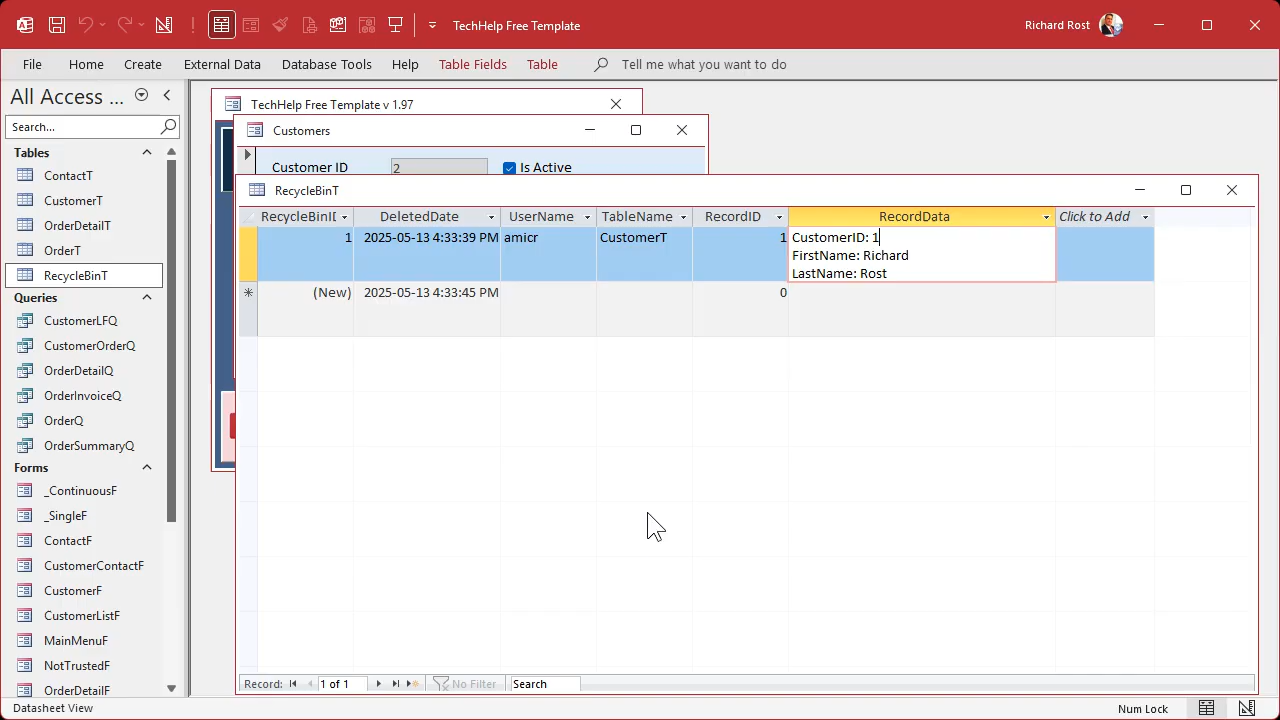 TechHelp Free Template
Richard Rost
File Home Create External Data Database Tools Help Table Fields Table Tell me what you want to do
All Access ...
Search...
Tables
ContactT
CustomerT
OrderDetailT
OrderT
RecycleBinT
Queries
CustomerLFQ
CustomerOrderQ
OrderDetailQ
OrderInvoiceQ
OrderQ
OrderSummaryQ
Forms
_ContinuousF
_SingleF
ContactF
CustomerContactF
CustomerF
CustomerListF
MainMenuF
NotTrustedF
OrderDetailF
TechHelp Free Template v 1.97
Customers
Customer ID 2 Is Active
RecycleBinT
RecycleBinID DeletedDate UserName TableName RecordID RecordData Click to Add
1 2025-05-13 4:33:39 PM amicr CustomerT 1 CustomerID: 1
FirstName: Richard
LastName: Rost
(New) 2025-05-13 4:33:45 PM 0
Record: 1 of 1 No Filter Search
Datasheet View
Num Lock